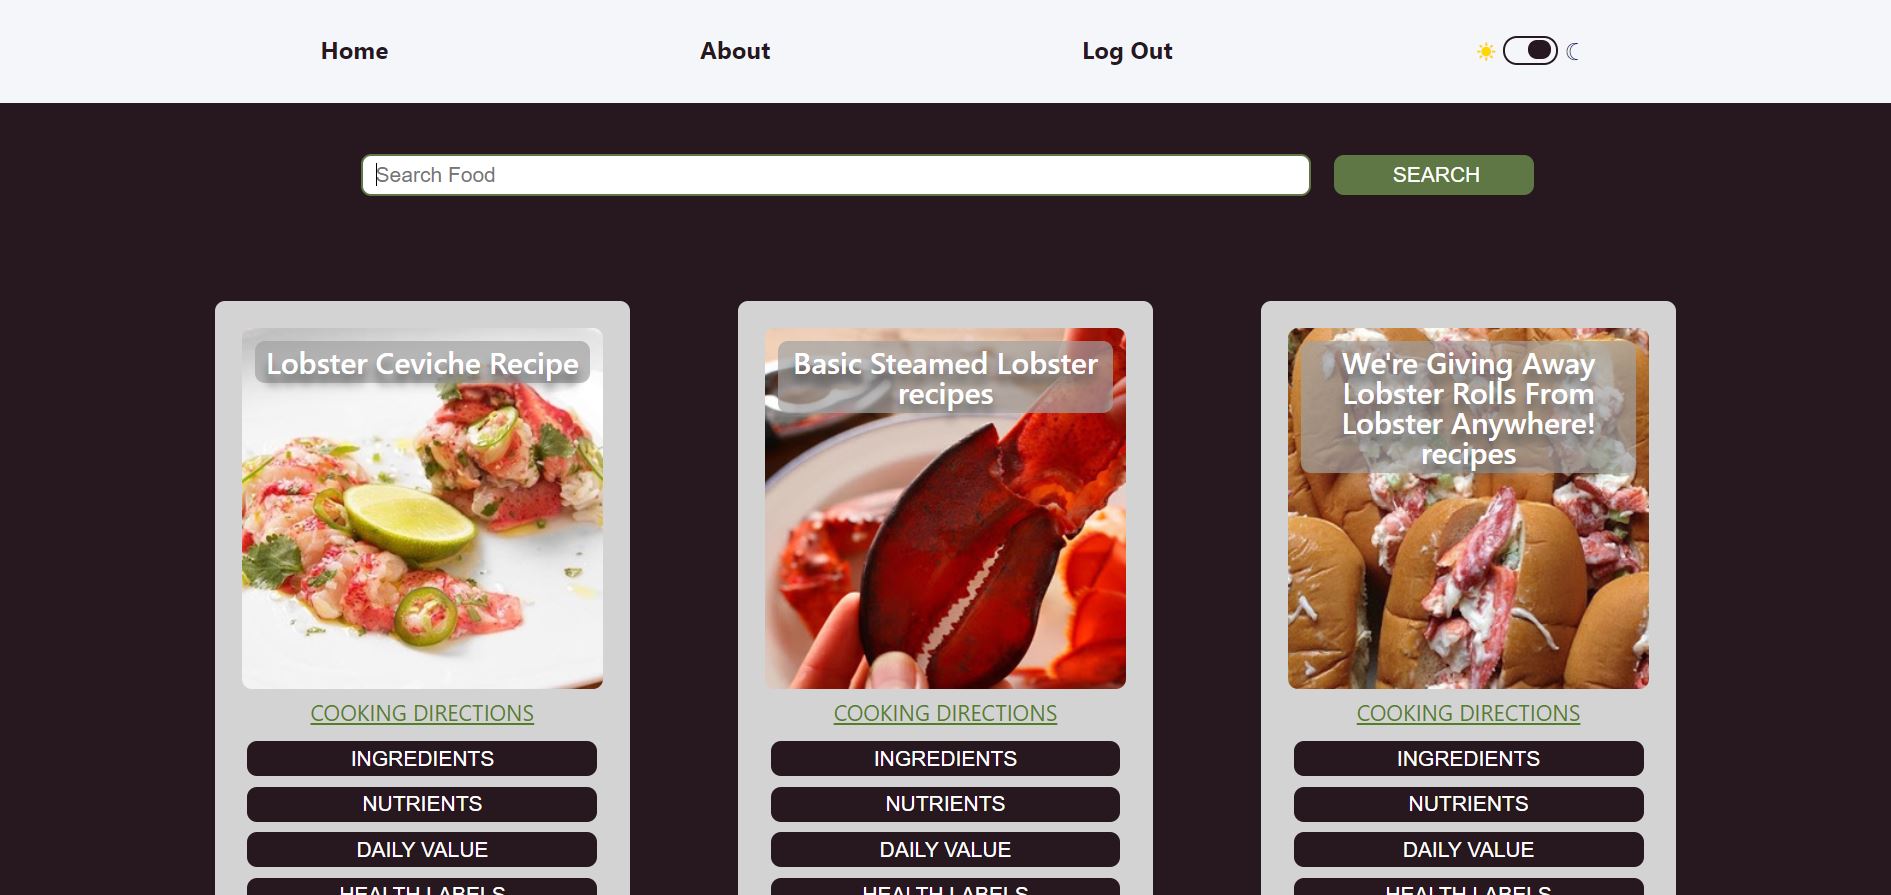 Home
About
Log Out
Search Food
SEARCH
Lobster Ceviche Recipe
Basic Steamed Lobster
recipes
We're Giving Away
Lobster Rolls From
Lobster Anywhere!
recipes
COOKING DIRECTIONS
COOKING DIRECTIONS
COOKING DIRECTIONS
INGREDIENTS
INGREDIENTS
INGREDIENTS
NUTRIENTS
NUTRIENTS
NUTRIENTS
DAILY VALUE
DAILY VALUE
DAILY VALUE
HEALTH LABELS
HEALTH LABELS
HEALTH LABELS